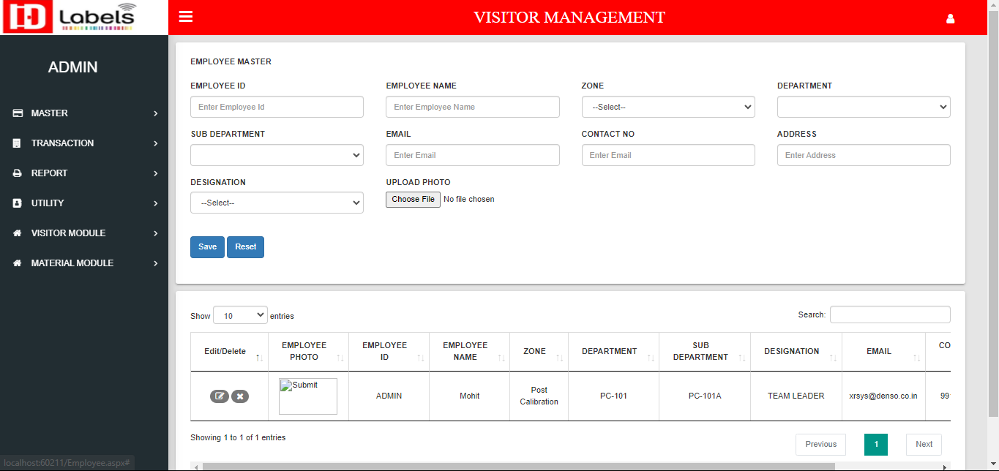 ID Labels
VISITOR MANAGEMENT
ADMIN
MASTER
TRANSACTION
REPORT
UTILITY
VISITOR MODULE
MATERIAL MODULE
EMPLOYEE MASTER
EMPLOYEE ID EMPLOYEE NAME ZONE DEPARTMENT
Enter Employee Id Enter Employee Name --Select--
SUB DEPARTMENT EMAIL CONTACT NO ADDRESS
Enter Email Enter Email Enter Address
DESIGNATION UPLOAD PHOTO
--Select-- Choose File No file chosen
Save Reset
Show 10 entries Search:
Edit/Delete EMPLOYEE PHOTO EMPLOYEE ID EMPLOYEE NAME ZONE DEPARTMENT SUB DEPARTMENT DESIGNATION EMAIL CO
Submit ADMIN Mohit Post Calibration PC-101 PC-101A TEAM LEADER xrsys@denso.co.in 99
Showing 1 to 1 of 1 entries
Previous 1 Next
localhost:60211/Employee.aspx#